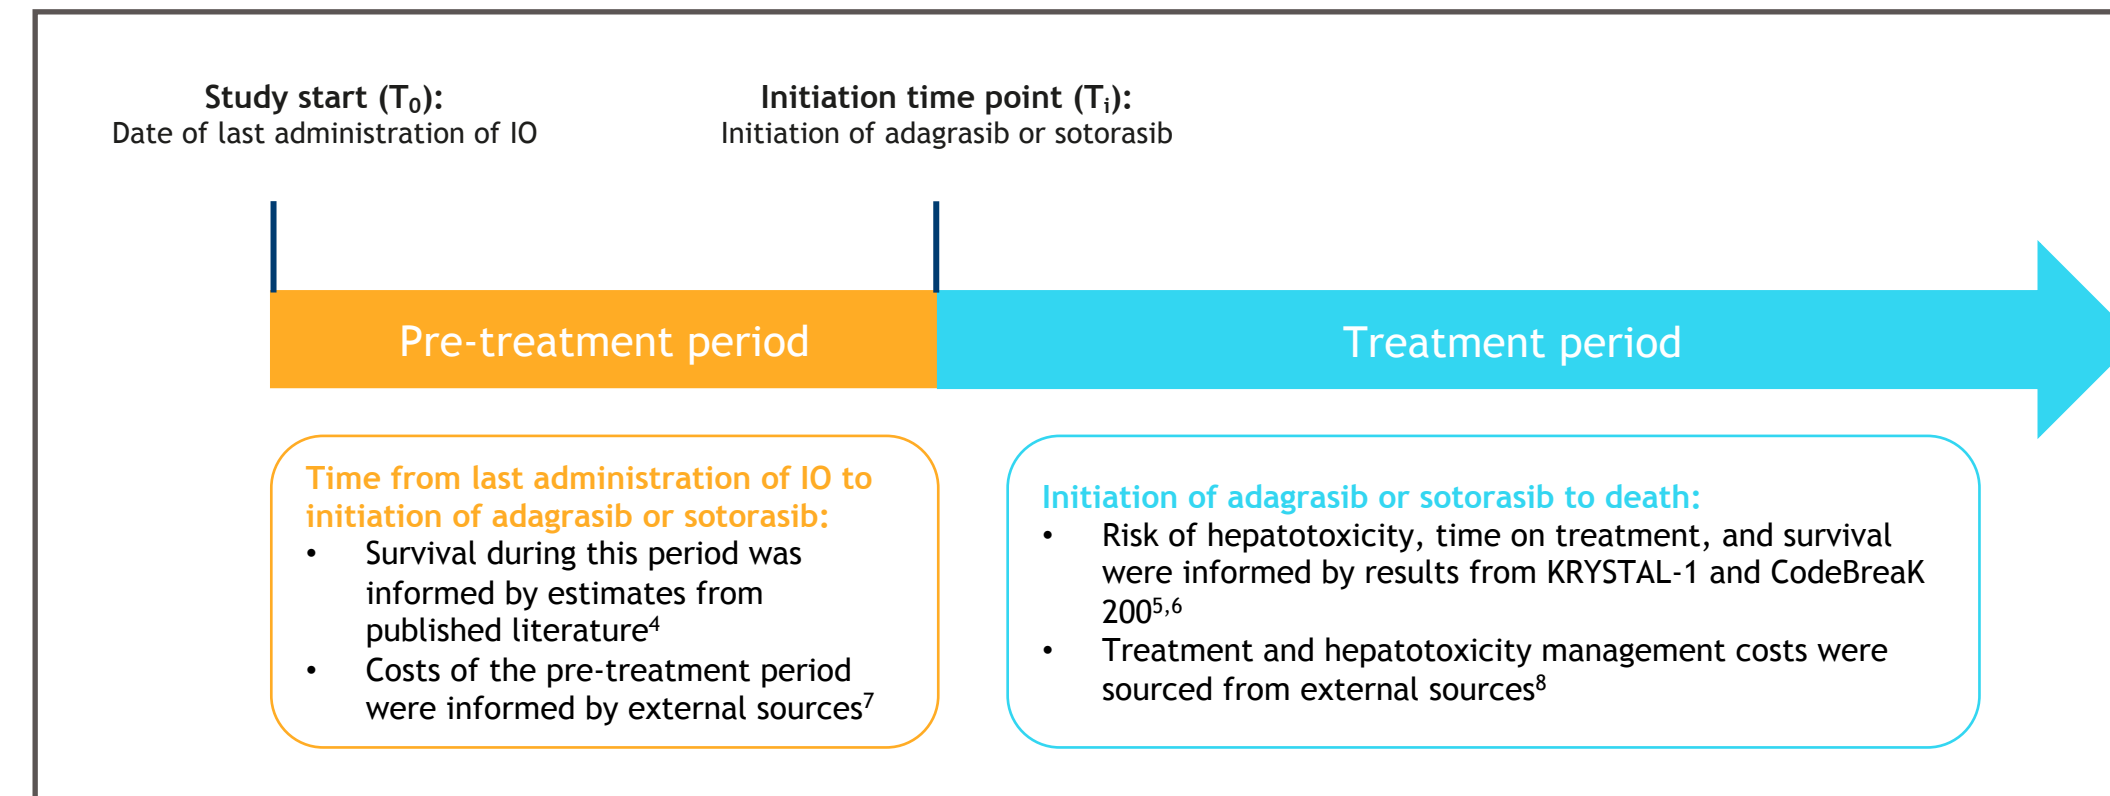 Study start (T₀):
Date of last administration of IO
Initiation time point (Tᵢ):
Initiation of adagrasib or sotorasib
Pre-treatment period
Treatment period
Time from last administration of IO to
initiation of adagrasib or sotorasib:
• Survival during this period was
informed by estimates from
published literature⁴
• Costs of the pre-treatment period
were informed by external sources⁷
Initiation of adagrasib or sotorasib to death:
• Risk of hepatotoxicity, time on treatment, and survival
were informed by results from KRYSTAL-1 and CodeBreaK
200⁵,⁶
• Treatment and hepatotoxicity management costs were
sourced from external sources⁸